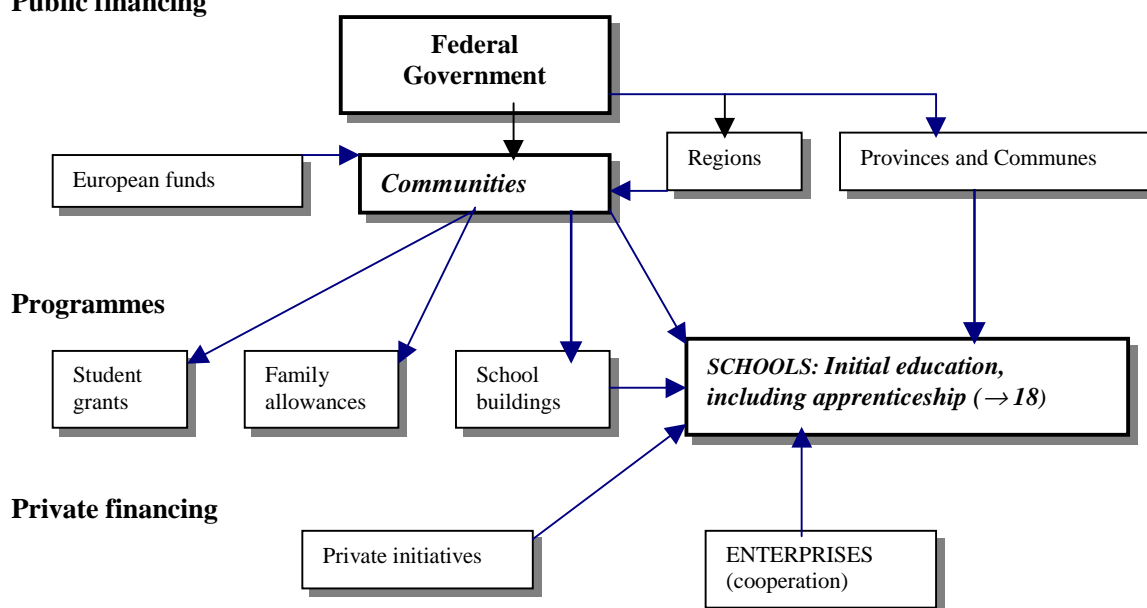 Public financing
Federal
Government
Regions
Provinces and Communes
European funds
Communities
Programmes
Student
grants
Family
allowances
School
buildings
SCHOOLS: Initial education,
including apprenticeship (→ 18)
Private financing
Private initiatives
ENTERPRISES
(cooperation)